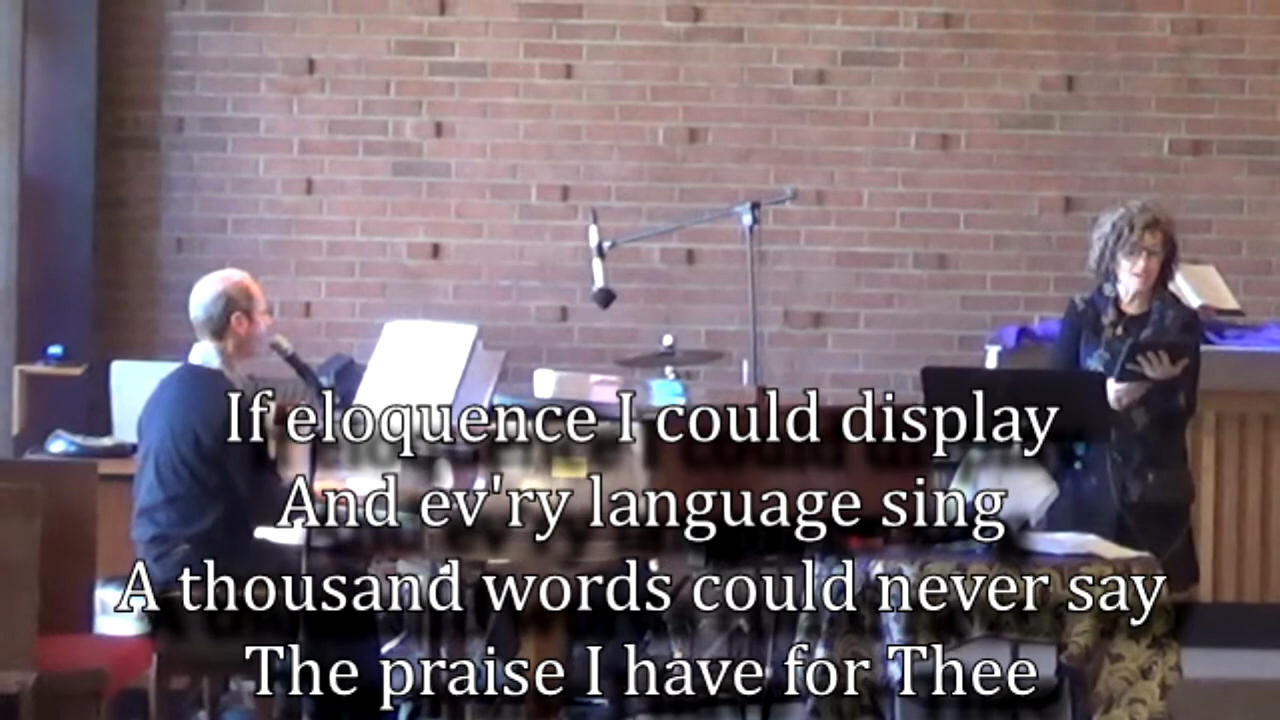 If eloquence I could display
And ev'ry language sing
A thousand words could never say
The praise I have for Thee